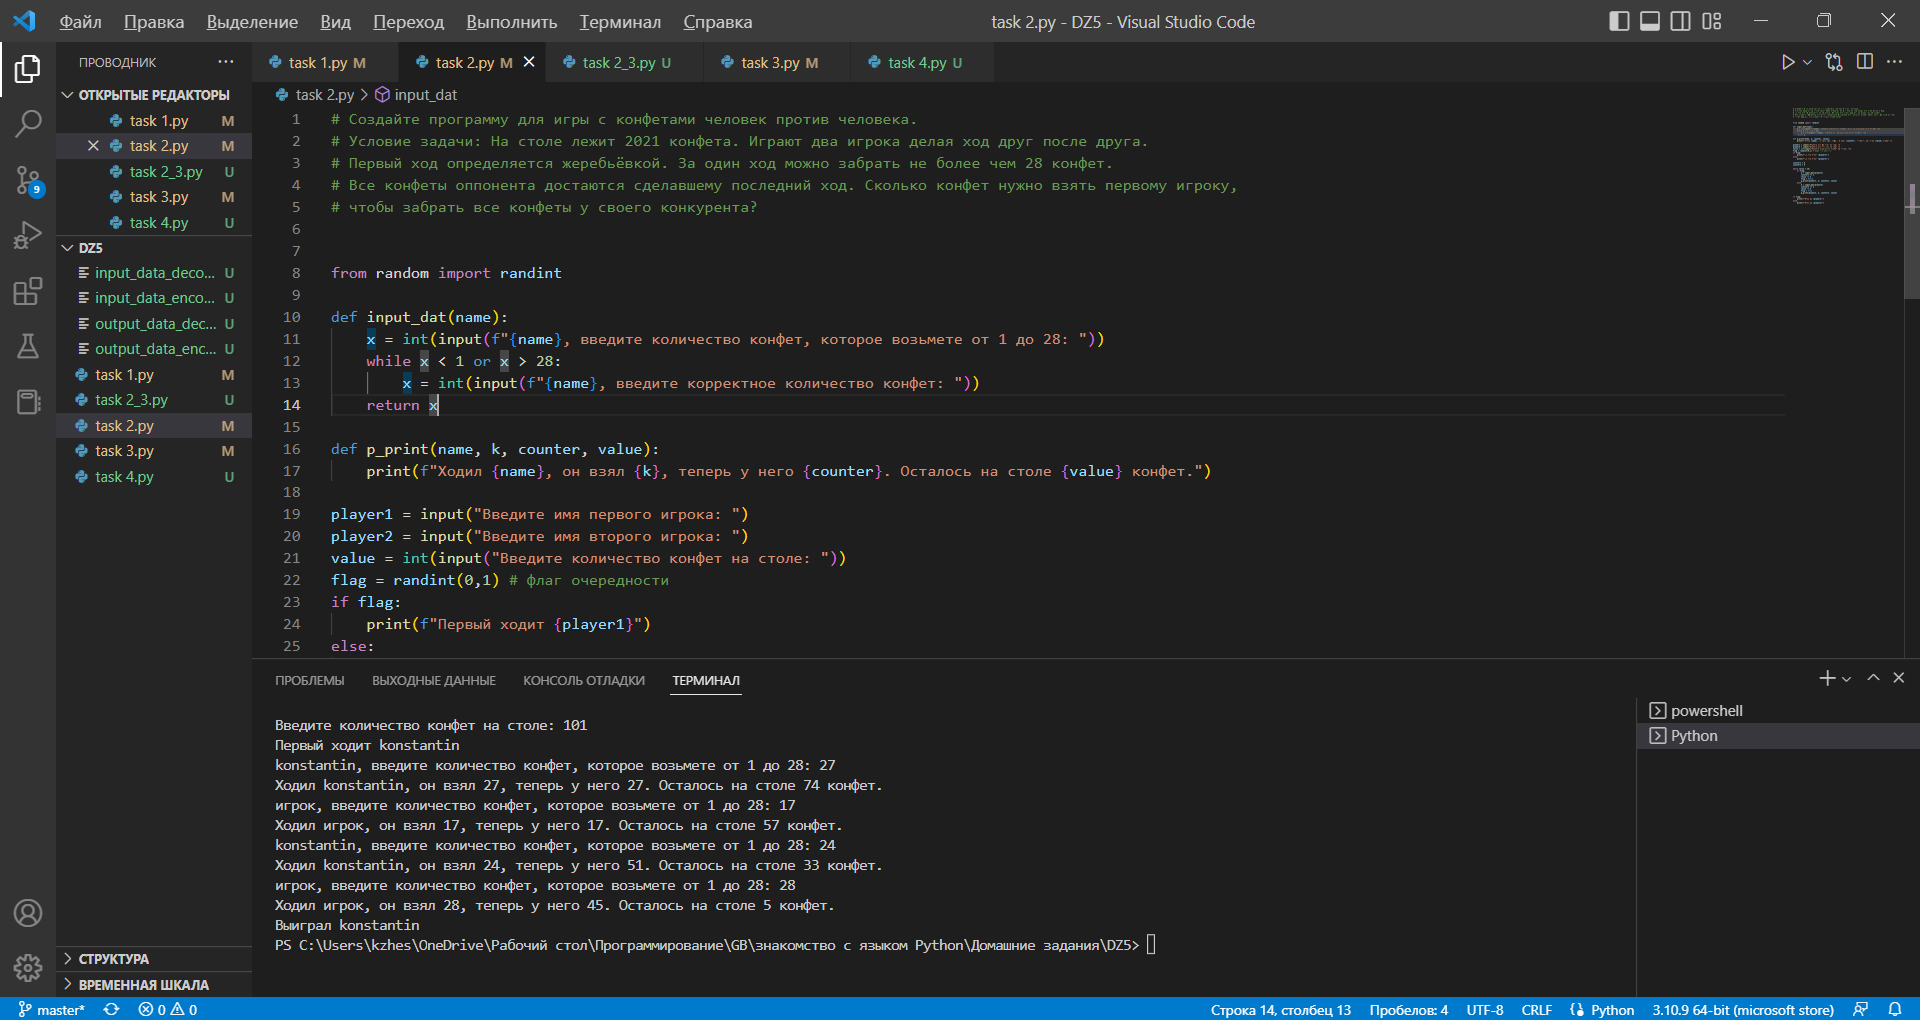 Файл Правка Выделение Вид Переход Выполнить Терминал Справка
task 2.py - DZ5 - Visual Studio Code
ПРОВОДНИК
task 1.py M
task 2.py M
task 2_3.py U
task 3.py M
task 4.py U
ОТКРЫТЫЕ РЕДАКТОРЫ
task 1.py M
task 2.py M
task 2_3.py U
task 3.py M
task 4.py U
DZ5
input_data_deco... U
input_data_enco... U
output_data_dec... U
output_data_enc... U
task 1.py M
task 2_3.py U
task 2.py M
task 3.py M
task 4.py U
СТРУКТУРА
ВРЕМЕННАЯ ШКАЛА
9
task 2.py > input_dat
1 # Создайте программу для игры с конфетами человек против человека.
2 # Условие задачи: На столе лежит 2021 конфета. Играют два игрока делая ход друг после друга.
3 # Первый ход определяется жеребьёвкой. За один ход можно забрать не более чем 28 конфет.
4 # Все конфеты оппонента достаются сделавшему последний ход. Сколько конфет нужно взять первому игроку,
5 # чтобы забрать все конфеты у своего конкурента?
6
7
8 from random import randint
9
10 def input_dat(name):
11     x = int(input(f"{name}, введите количество конфет, которое возьмете от 1 до 28: "))
12     while x < 1 or x > 28:
13         x = int(input(f"{name}, введите корректное количество конфет: "))
14     return x
15
16 def p_print(name, k, counter, value):
17     print(f"Ходил {name}, он взял {k}, теперь у него {counter}. Осталось на столе {value} конфет.")
18
19 player1 = input("Введите имя первого игрока: ")
20 player2 = input("Введите имя второго игрока: ")
21 value = int(input("Введите количество конфет на столе: "))
22 flag = randint(0,1) # флаг очередности
23 if flag:
24     print(f"Первый ходит {player1}")
25 else:
ПРОБЛЕМЫ ВЫХОДНЫЕ ДАННЫЕ КОНСОЛЬ ОТЛАДКИ ТЕРМИНАЛ
Введите количество конфет на столе: 101
Первый ходит konstantin
konstantin, введите количество конфет, которое возьмете от 1 до 28: 27
Ходил konstantin, он взял 27, теперь у него 27. Осталось на столе 74 конфет.
игрок, введите количество конфет, которое возьмете от 1 до 28: 17
Ходил игрок, он взял 17, теперь у него 17. Осталось на столе 57 конфет.
konstantin, введите количество конфет, которое возьмете от 1 до 28: 24
Ходил konstantin, он взял 24, теперь у него 51. Осталось на столе 33 конфет.
игрок, введите количество конфет, которое возьмете от 1 до 28: 28
Ходил игрок, он взял 28, теперь у него 45. Осталось на столе 5 конфет.
Выиграл konstantin
PS C:\Users\kzhes\OneDrive\Рабочий стол\Программирование\GB\знакомство с языком Python\Домашние задания\DZ5>
powershell
Python
master* 0 0
Строка 14, столбец 13 Пробелов: 4 UTF-8 CRLF Python 3.10.9 64-bit (microsoft store)